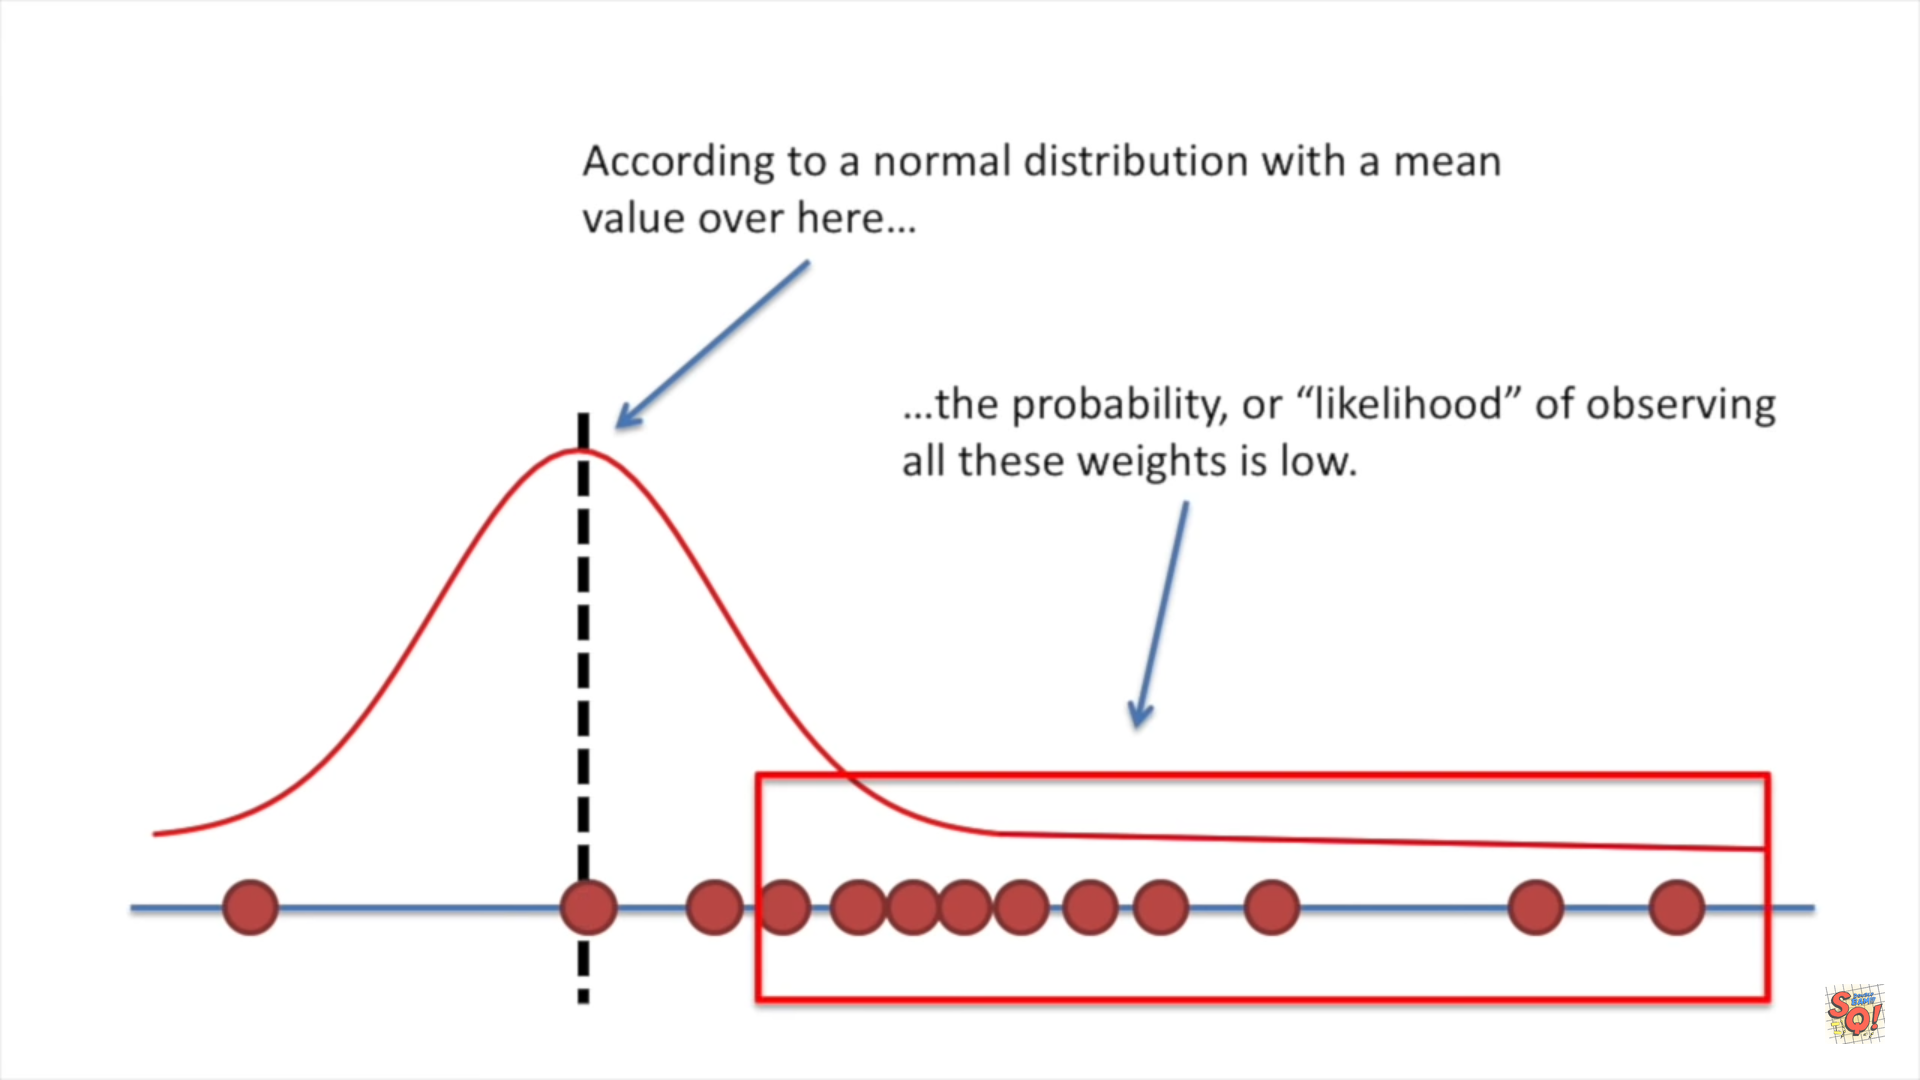 According to a normal distribution with a mean
value over here...
...the probability, or “likelihood” of observing
all these weights is low.
SQ!